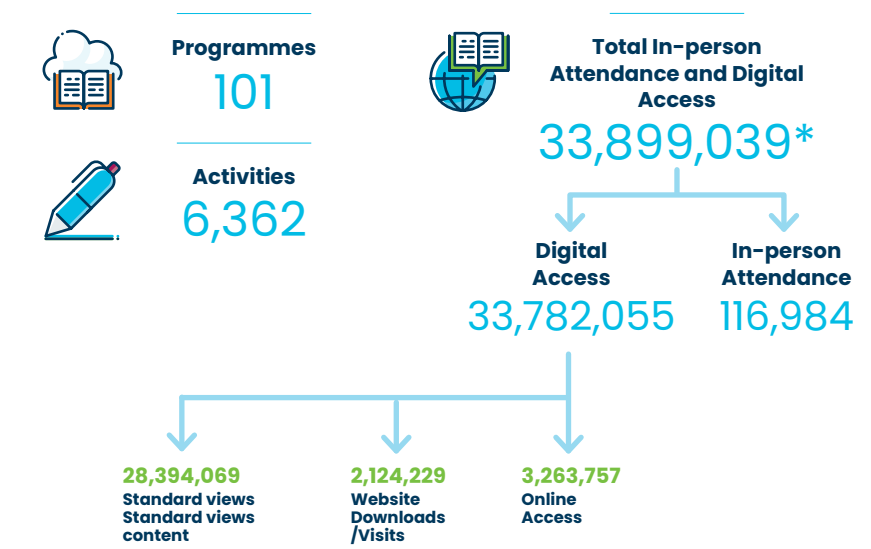 Programmes
101
Activities
6,362
Total In-person
Attendance and Digital
Access
33,899,039*
Digital
Access
33,782,055
In-person
Attendance
116,984
28,394,069
Standard views
Standard views
content
2,124,229
Website
Downloads
/Visits
3,263,757
Online
Access